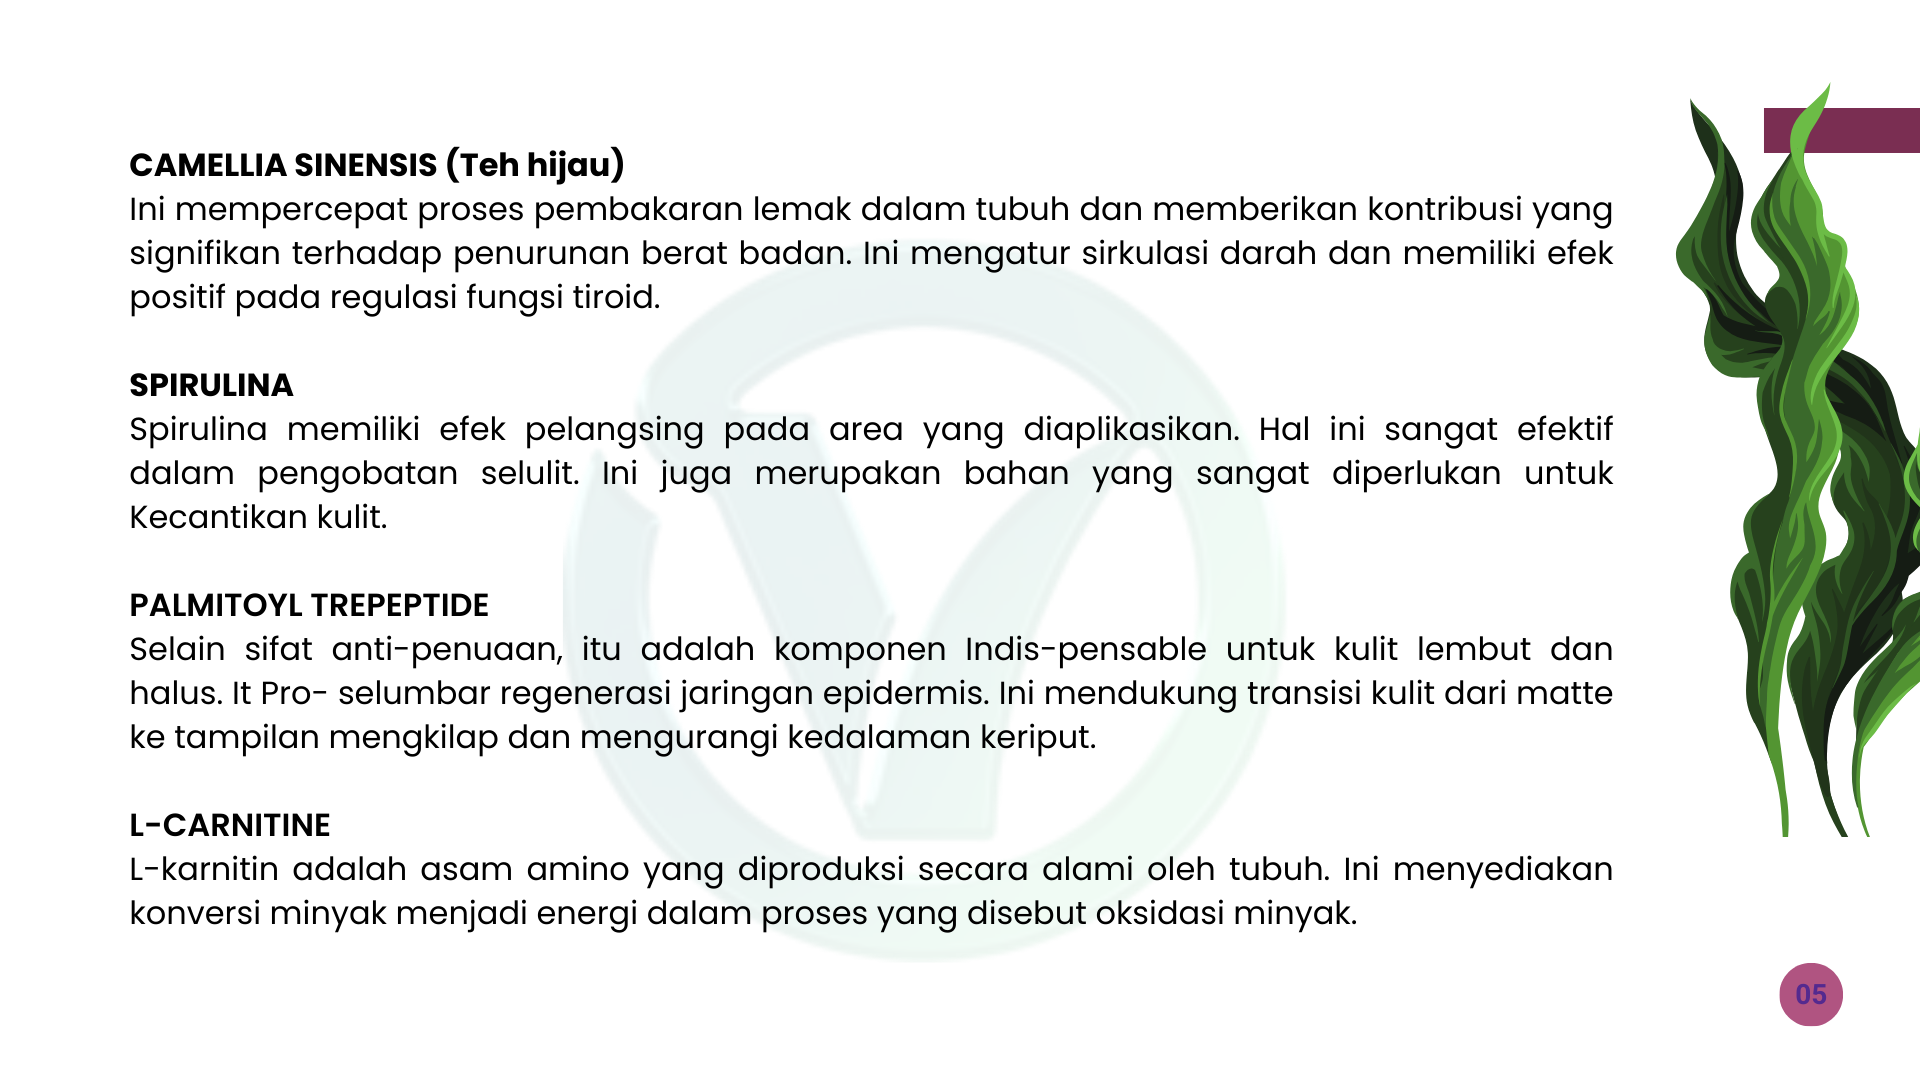 CAMELLIA SINENSIS (Teh hijau)
Ini mempercepat proses pembakaran lemak dalam tubuh dan memberikan kontribusi yang
signifikan terhadap penurunan berat badan. Ini mengatur sirkulasi darah dan memiliki efek
positif pada regulasi fungsi tiroid.
SPIRULINA
Spirulina memiliki efek pelangsing pada area yang diaplikasikan. Hal ini sangat efektif
dalam pengobatan selulit. Ini juga merupakan bahan yang sangat diperlukan untuk
Kecantikan kulit.
PALMITOYL TREPEPTIDE
Selain sifat anti-penuaan, itu adalah komponen Indis-pensable untuk kulit lembut dan
halus. It Pro- selumbar regenerasi jaringan epidermis. Ini mendukung transisi kulit dari matte
ke tampilan mengkilap dan mengurangi kedalaman keriput.
L-CARNITINE
L-karnitin adalah asam amino yang diproduksi secara alami oleh tubuh. Ini menyediakan
konversi minyak menjadi energi dalam proses yang disebut oksidasi minyak.
05